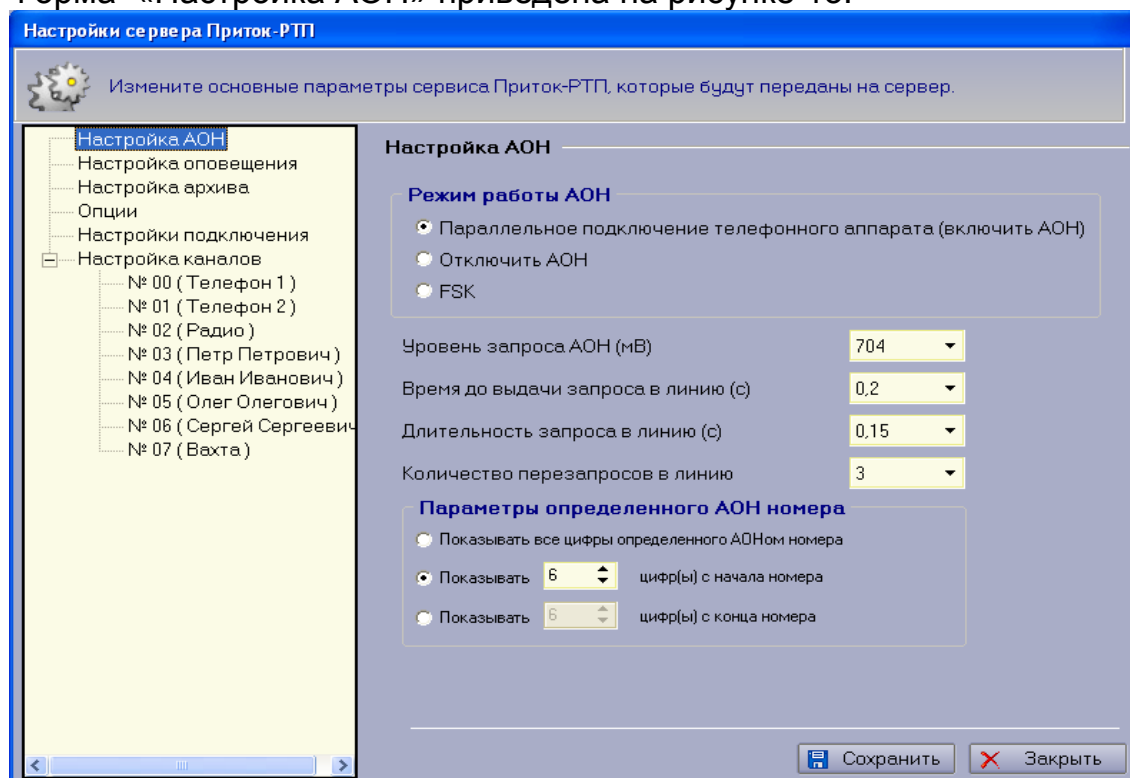 Форма «Настройка АОН» приведена на рисунке
Настройки сервера Приток-РТП
Измените основные параметры сервиса Приток-РТП, которые будут переданы на сервер.
Настройка АОН
Настройка оповещения
Настройка архива
Опции
Настройки подключения
Настройка каналов
№ 00 ( Телефон 1 )
№ 01 ( Телефон 2 )
№ 02 ( Радио )
№ 03 ( Петр Петрович )
№ 04 ( Иван Иванович )
№ 05 ( Олег Олегович )
№ 06 ( Сергей Сергеевич
№ 07 ( Вахта )
Настройка АОН
Режим работы АОН
Параллельное подключение телефонного аппарата (включить АОН)
Отключить АОН
FSK
Уровень запроса АОН (мВ) 704
Время до выдачи запроса в линию (с) 0,2
Длительность запроса в линию (с) 0,15
Количество перезапросов в линию 3
Параметры определенного АОН номера
Показывать все цифры определенного АОНом номера
Показывать 6 цифр(ы) с начала номера
Показывать 6 цифр(ы) с конца номера
Сохранить Закрыть